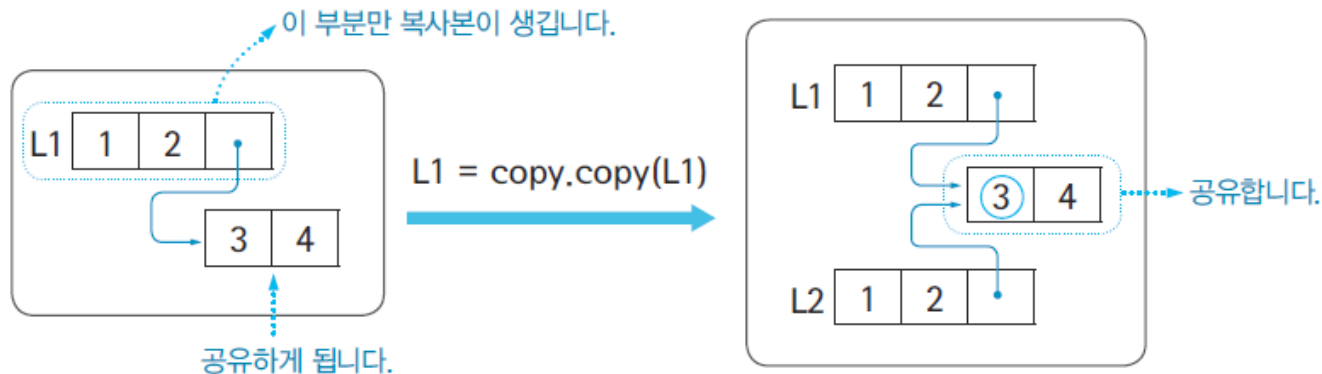 이 부분만 복사본이 생깁니다.
L1 1 2
3 4
공유하게 됩니다.
L1 = copy.copy(L1)
L1 1 2
3 4
공유합니다.
L2 1 2